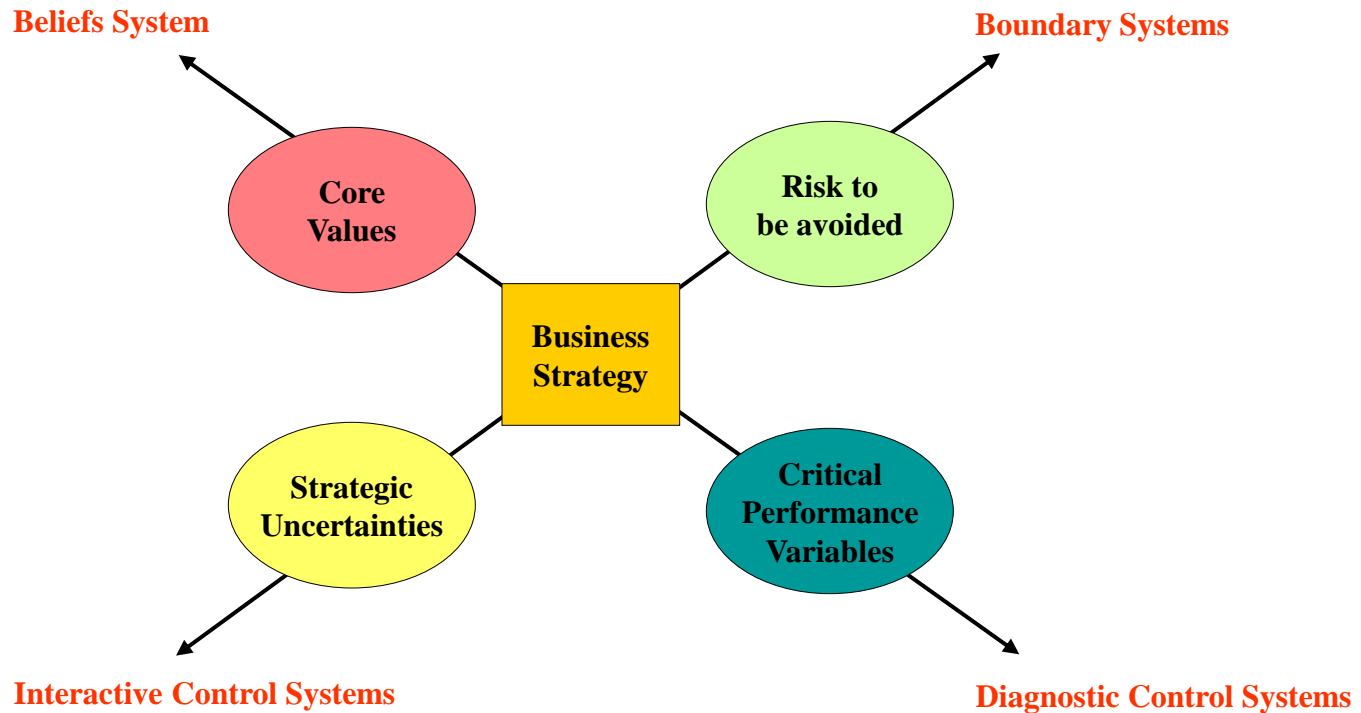 Beliefs System
Boundary Systems
Core
Values
Risk to
be avoided
Business
Strategy
Strategic
Uncertainties
Critical
Performance
Variables
Interactive Control Systems
Diagnostic Control Systems